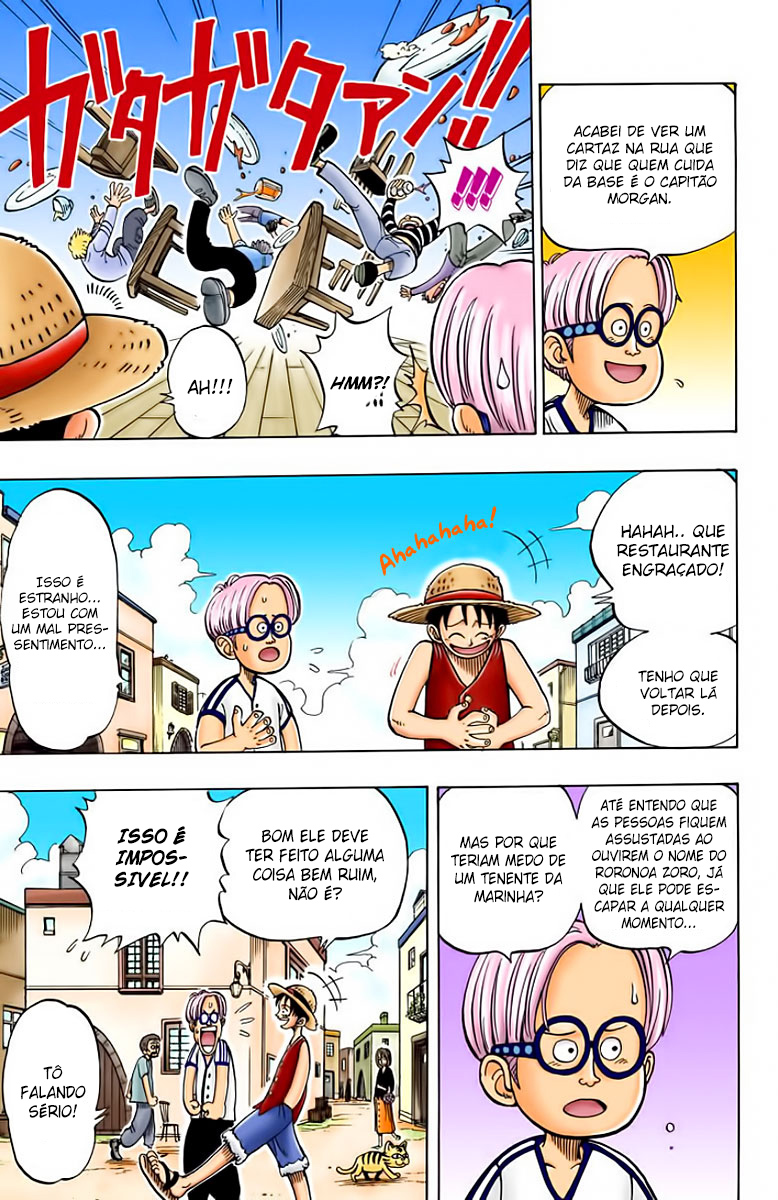 ACABEI DE VER UM
CARTAZ NA RUA QUE
DIZ QUE QUEM CUIDA
DA BASE É O CAPITÃO
MORGAN.
ガタガタアン!!
!!!
HMM?!
...
AH!!!
HAHAH.. QUE
RESTAURANTE
ENGRAÇADO!
TENHO QUE
VOLTAR LÁ
DEPOIS.
Ahahahaha!
ISSO É
ESTRANHO...
ESTOU COM
UM MAL PRES-
SENTIMENTO...
ATÉ ENTENDO QUE
AS PESSOAS FIQUEM
ASSUSTADAS AO
OUVIREM O NOME DO
RORONOA ZORO, JÁ
QUE ELE PODE ES-
CAPAR A QUALQUER
MOMENTO...
MAS POR QUE
TERIAM MEDO DE
UM TENENTE DA
MARINHA?
BOM ELE DEVE
TER FEITO ALGUMA
COISA BEM RUIM,
NÃO É?
ISSO É
IMPOS-
SIVEL!!
TÔ
FALANDO
SÉRIO!